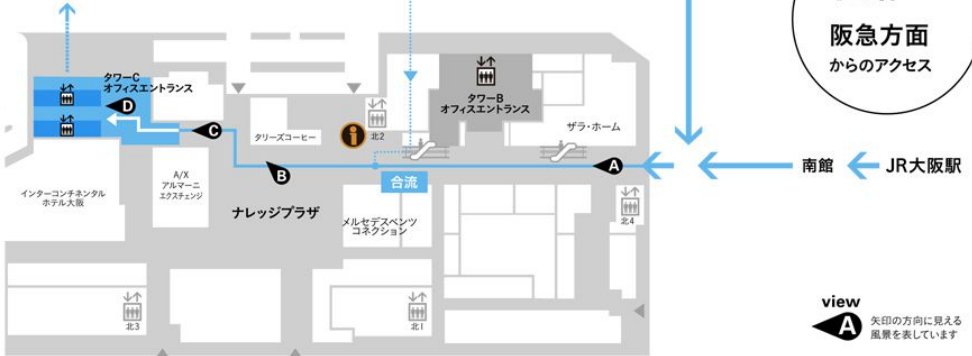 阪急方面
からのアクセス
タワーC
オフィスエントランス
D
C
タワーB
オフィスエントランス
タリーズコーヒー
i
北2
ザラ・ホーム
A
B
合流
南館
JR大阪駅
インターコンチネンタル
ホテル大阪
A/X
アルマーニ
エクスチェンジ
ナレッジプラザ
メルセデスベンツ
コネクション
北4
北3
北1
view
A
矢印の方向に見える
風景を表しています